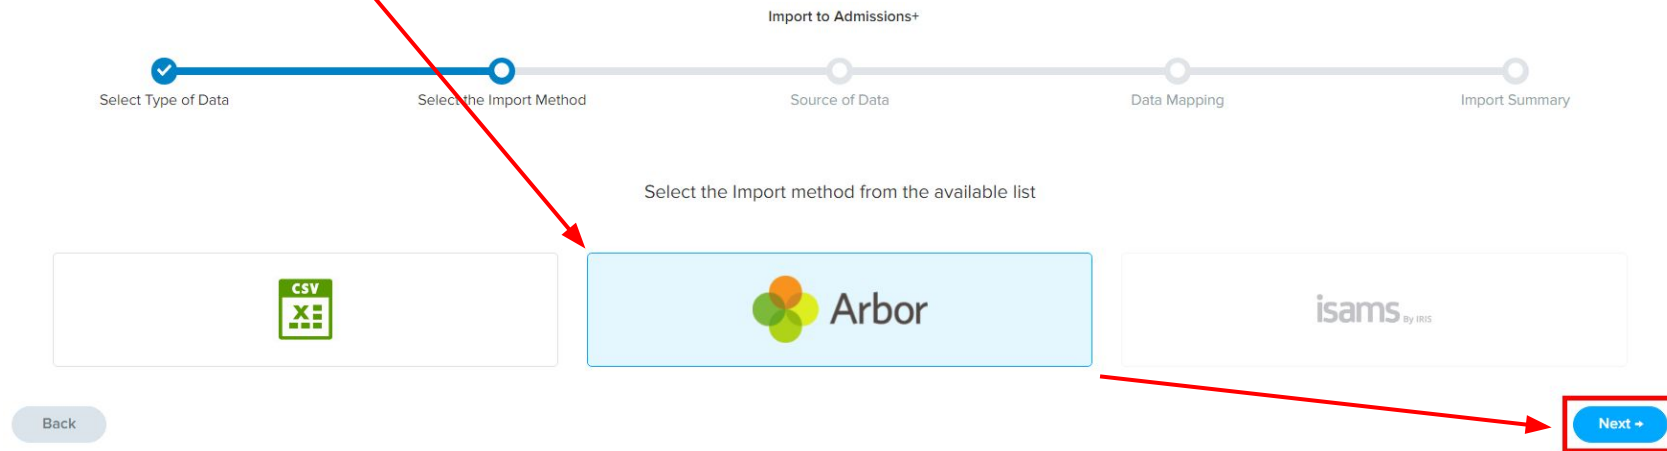 Import to Admissions+
Select Type of Data
Select the Import Method
Source of Data
Data Mapping
Import Summary
Select the Import method from the available list
CSV
X
Arbor
isams By IRIS
Back
Next →